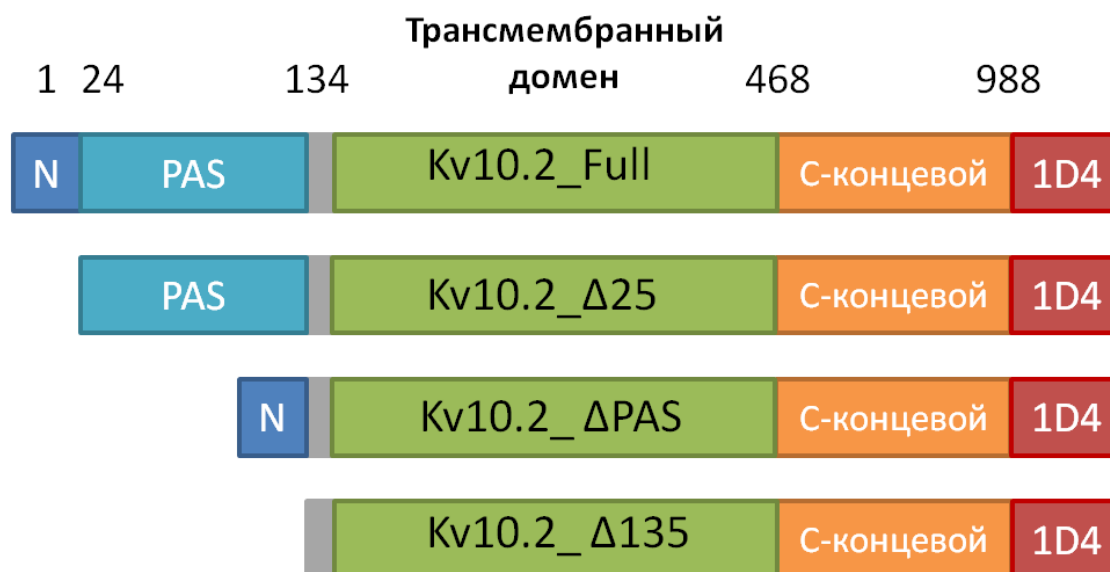 Трансмембранный
1 24 134 домен 468 988
N PAS Kv10.2_Full С-концевой 1D4
PAS Kv10.2_Δ25 С-концевой 1D4
N Kv10.2_ ΔPAS С-концевой 1D4
Kv10.2_ Δ135 С-концевой 1D4